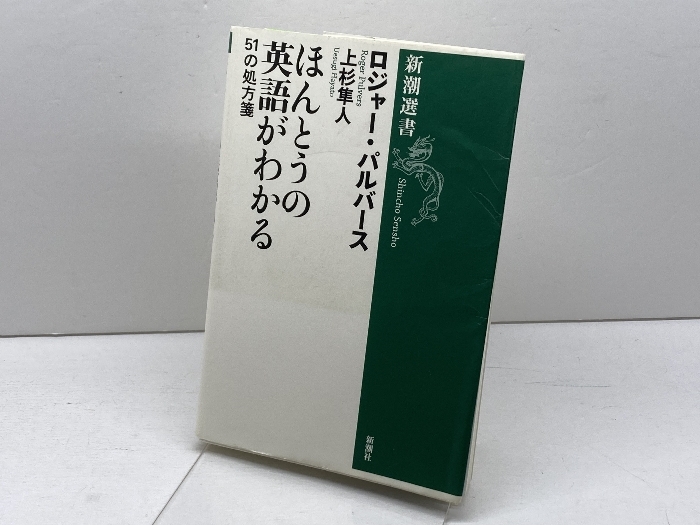 新潮選書
Shincho Sensho
ロジャー・パルバース
Roger Pulvers
上杉隼人
Uesugi Hayato
ほんとうの
英語がわかる
51の処方箋
新潮社